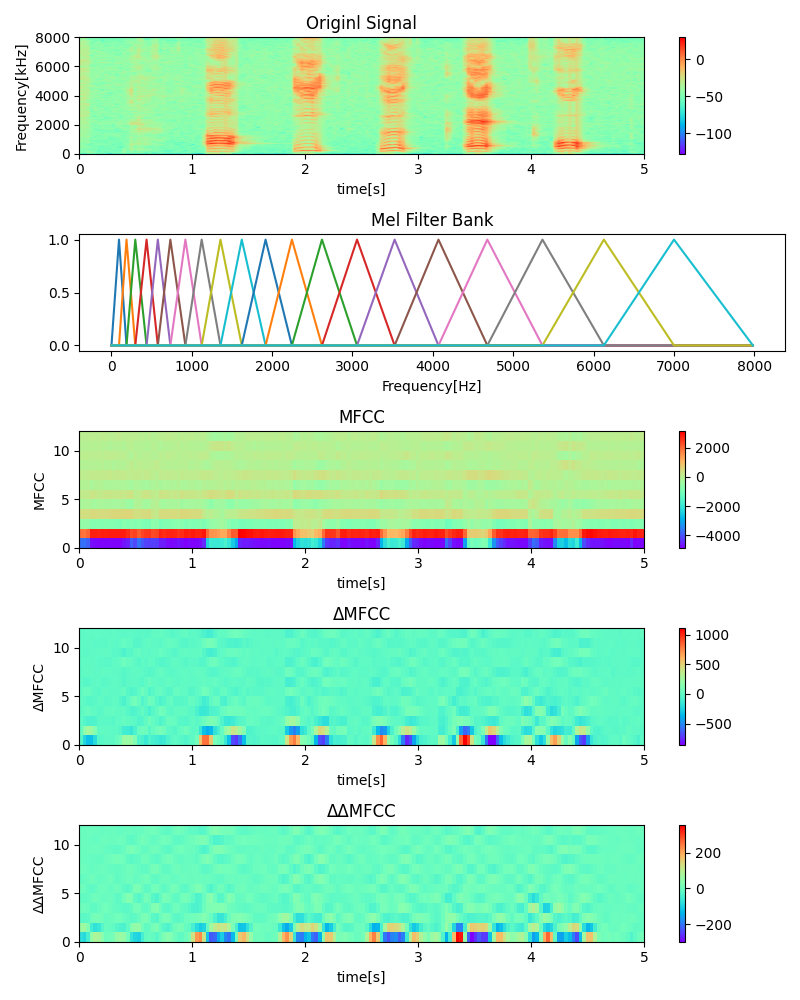 Originl Signal
Frequency[kHz]
8000
6000
4000
2000
0
0 1 2 3 4 5
time[s]
0
−50
−100
Mel Filter Bank
1.0
0.5
0.0
0 1000 2000 3000 4000 5000 6000 7000 8000
Frequency[Hz]
MFCC
MFCC
10
5
0
0 1 2 3 4 5
time[s]
2000
0
−2000
−4000
ΔMFCC
ΔMFCC
10
5
0
0 1 2 3 4 5
time[s]
1000
500
0
−500
ΔΔMFCC
ΔΔMFCC
10
5
0
0 1 2 3 4 5
time[s]
200
0
−200